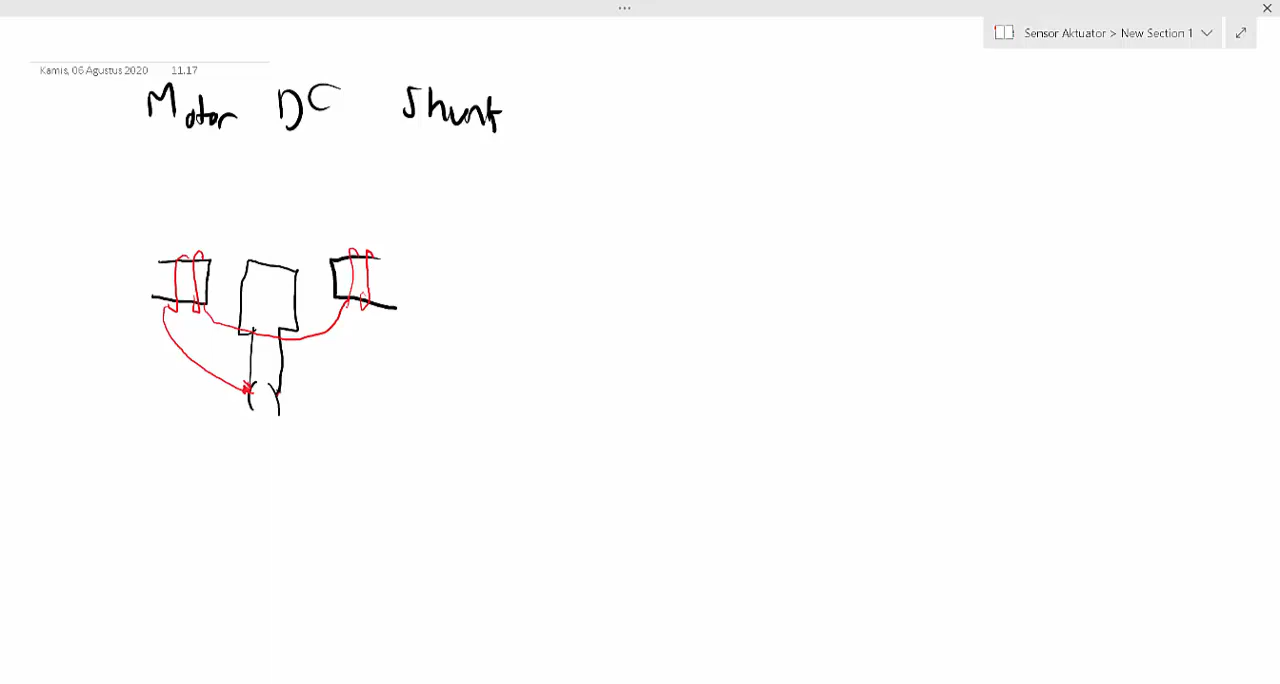 Sensor Aktuator > New Section 1
Kamis, 06 Agustus 2020 11.17
Motor DC Shunt